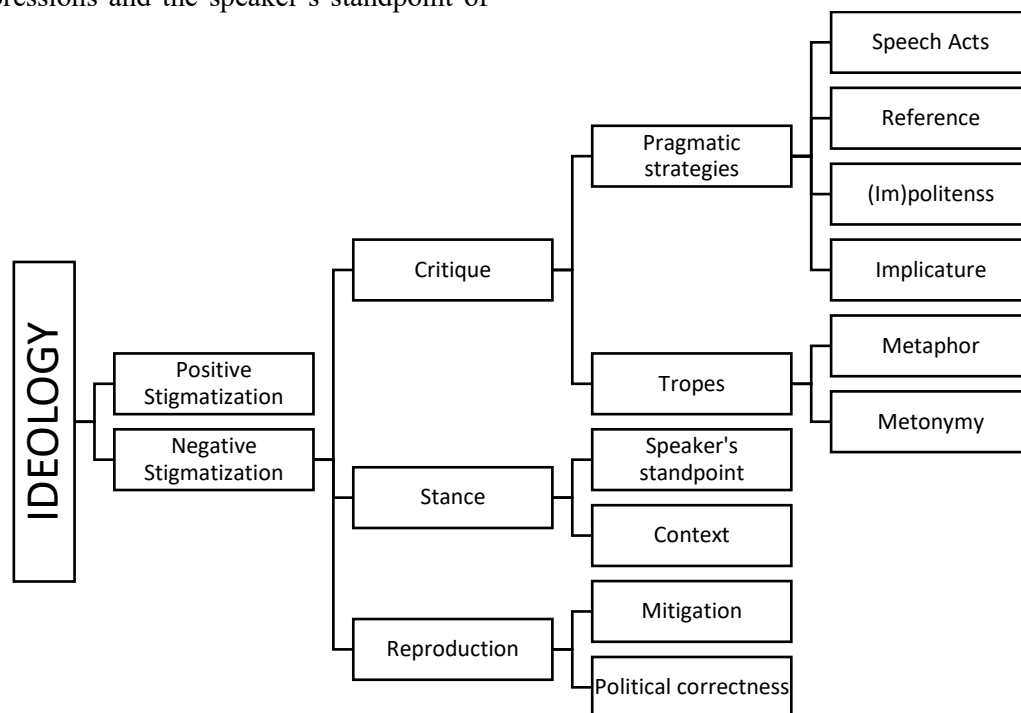 pressions and the speaker's standpoint of
Speech Acts
Reference
Pragmatic
strategies
(Im)politenss
Critique
Implicature
IDEOLOGY
Positive
Stigmatization
Metaphor
Tropes
Metonymy
Negative
Stigmatization
Speaker's
standpoint
Stance
Context
Mitigation
Reproduction
Political correctness